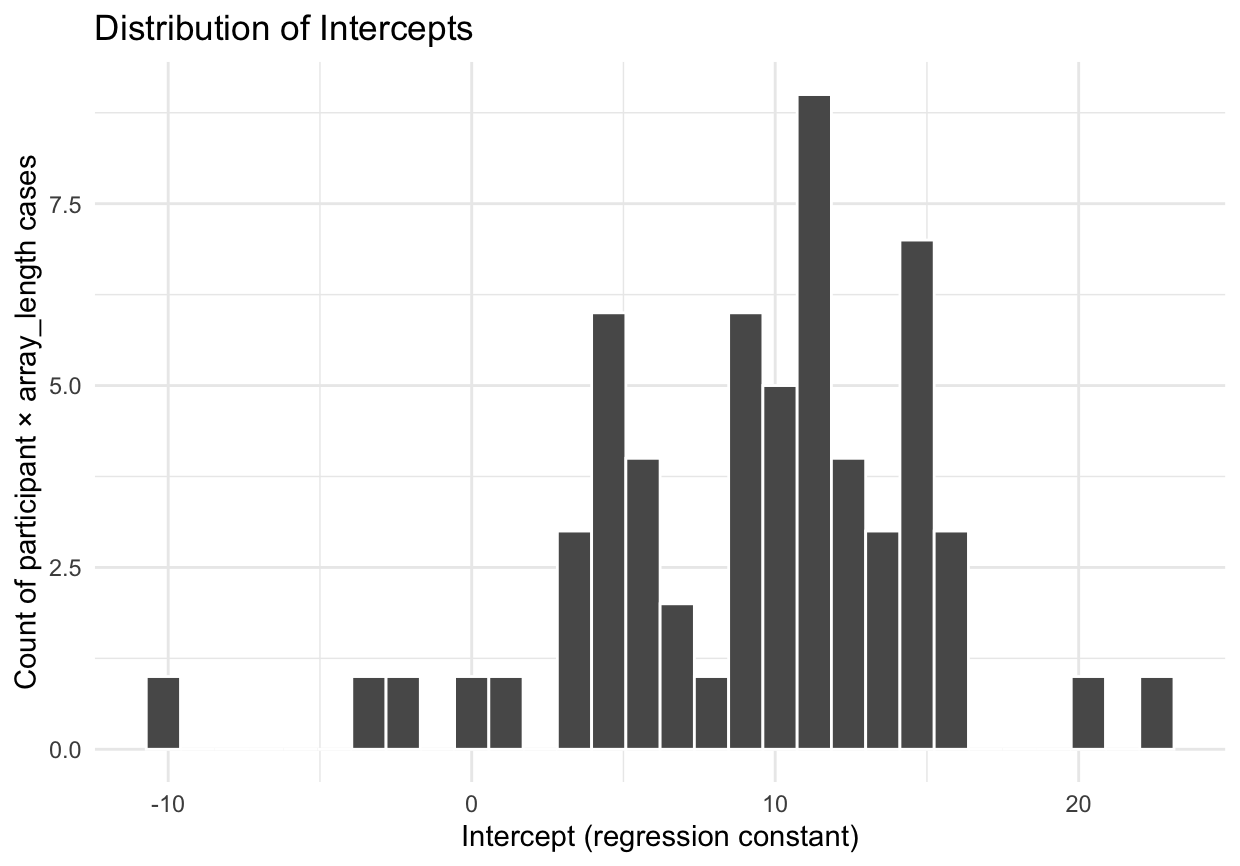 Distribution of Intercepts
Count of participant × array_length cases
7.5
5.0
2.5
0.0
-10
0
10
20
Intercept (regression constant)